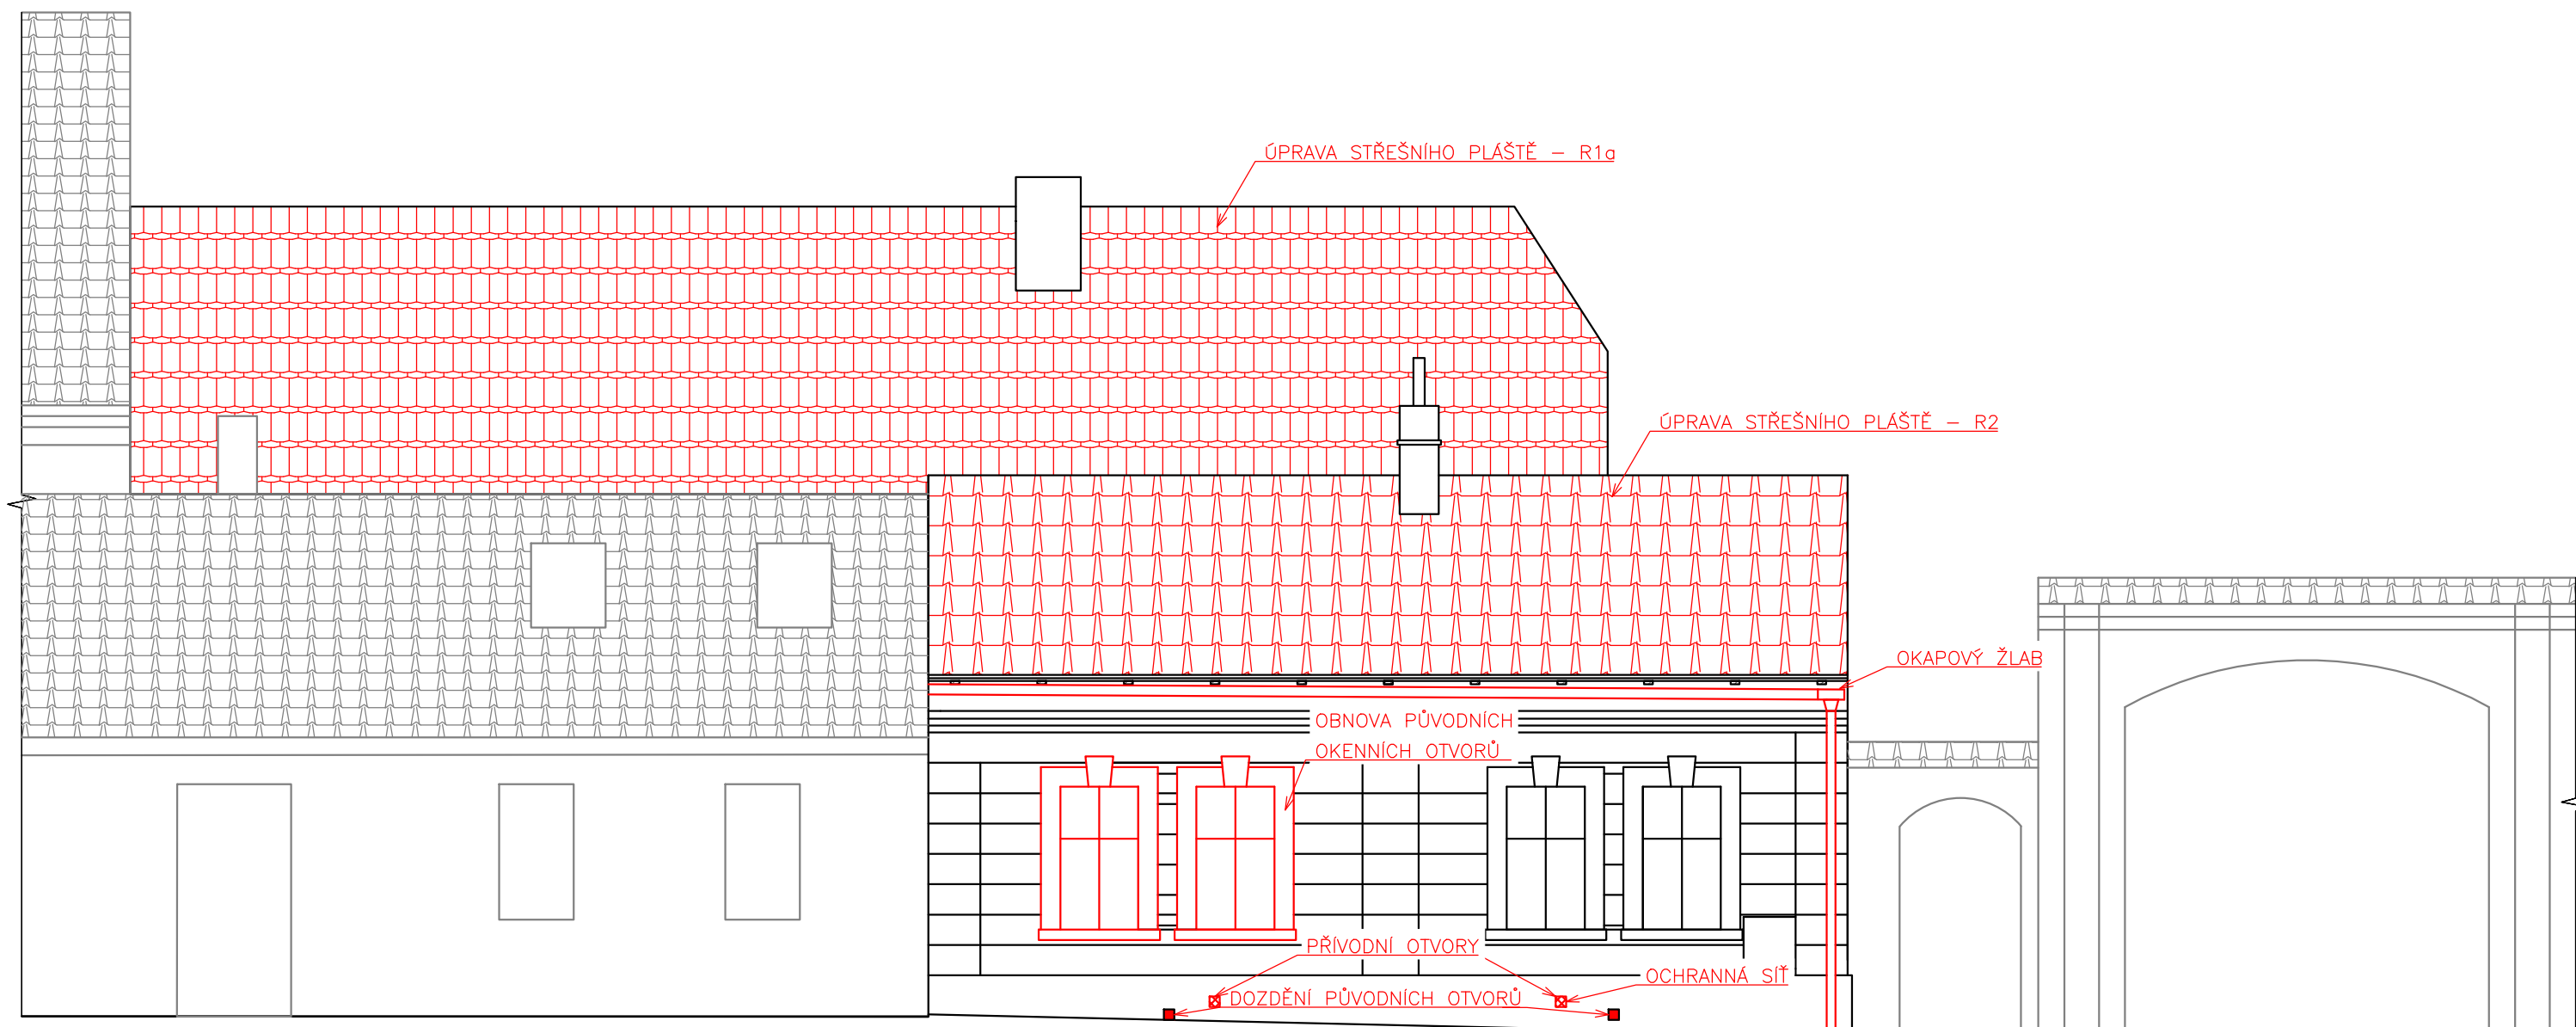 ÚPRAVA STŘEŠNÍHO PLÁŠTĚ – R1a
ÚPRAVA STŘEŠNÍHO PLÁŠTĚ – R2
OKAPOVÝ ŽLAB
OBNOVA PŮVODNÍCH
OKENNÍCH OTVORŮ
PŘÍVODNÍ OTVORY
OCHRANNÁ SÍŤ
DOZDĚNÍ PŮVODNÍCH OTVORŮ